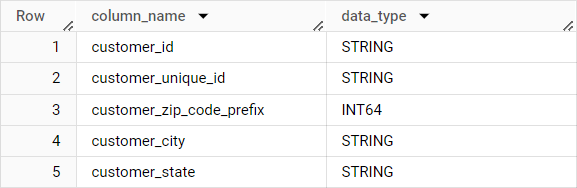 Row column_name data_type
1 customer_id STRING
2 customer_unique_id STRING
3 customer_zip_code_prefix INT64
4 customer_city STRING
5 customer_state STRING